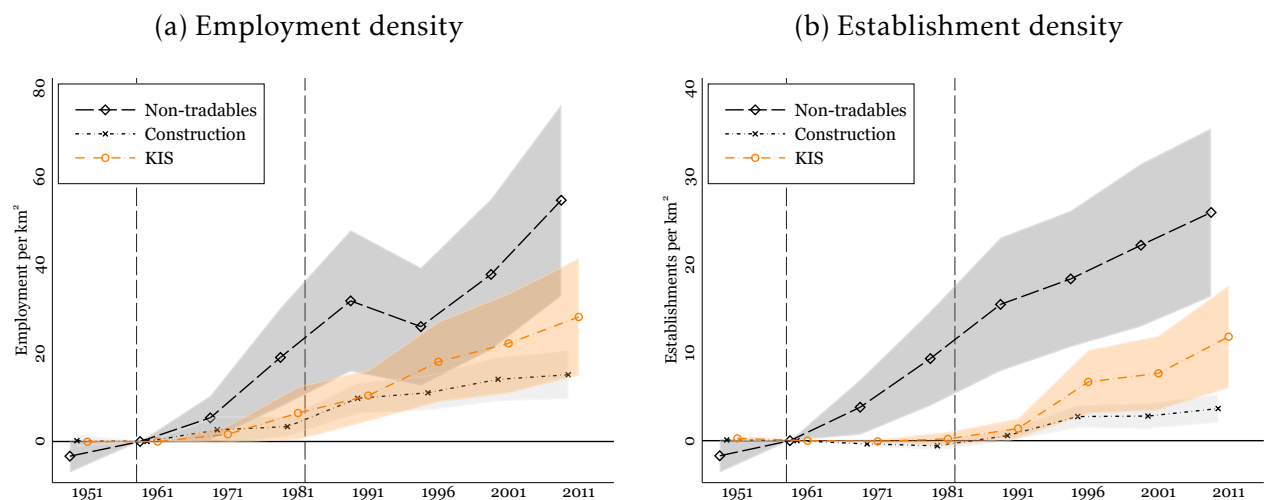 (a) Employment density
Employment per km²
80
60
40
20
0
Non-tradables
Construction
KIS
1951 1961 1971 1981 1991 1996 2001 2011
(b) Establishment density
Establishments per km²
40
30
20
10
0
Non-tradables
Construction
KIS
1951 1961 1971 1981 1991 1996 2001 2011